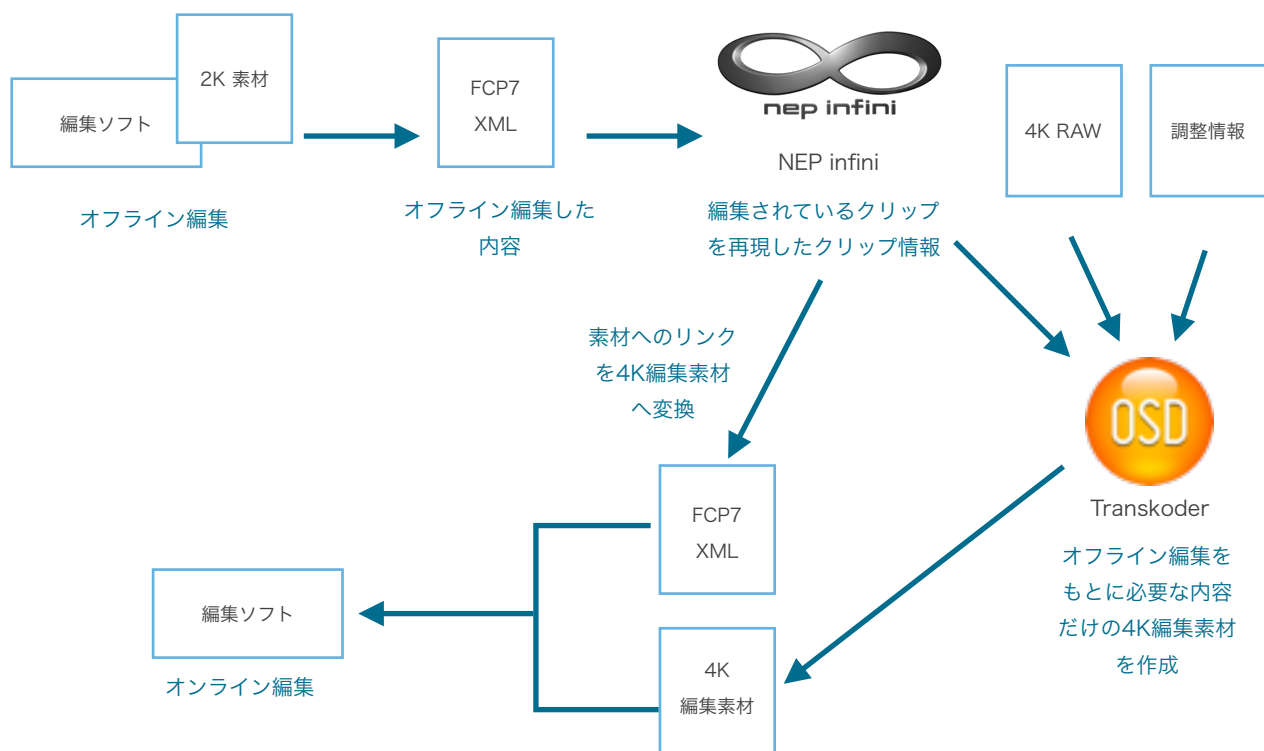 2K 素材
編集ソフト
オフライン編集
FCP7
XML
オフライン編集した
内容
nep infini
NEP infini
編集されているクリップ
を再現したクリップ情報
4K RAW
調整情報
素材へのリンク
を4K編集素材
へ変換
OSD
Transkoder
オフライン編集を
もとに必要な内容
だけの4K編集素材
を作成
FCP7
XML
編集ソフト
オンライン編集
4K
編集素材